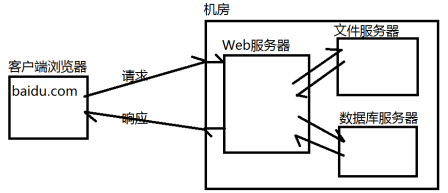 机房
Web服务器
文件服务器
客户端浏览器
baidu.com
请求
响应
数据库服务器